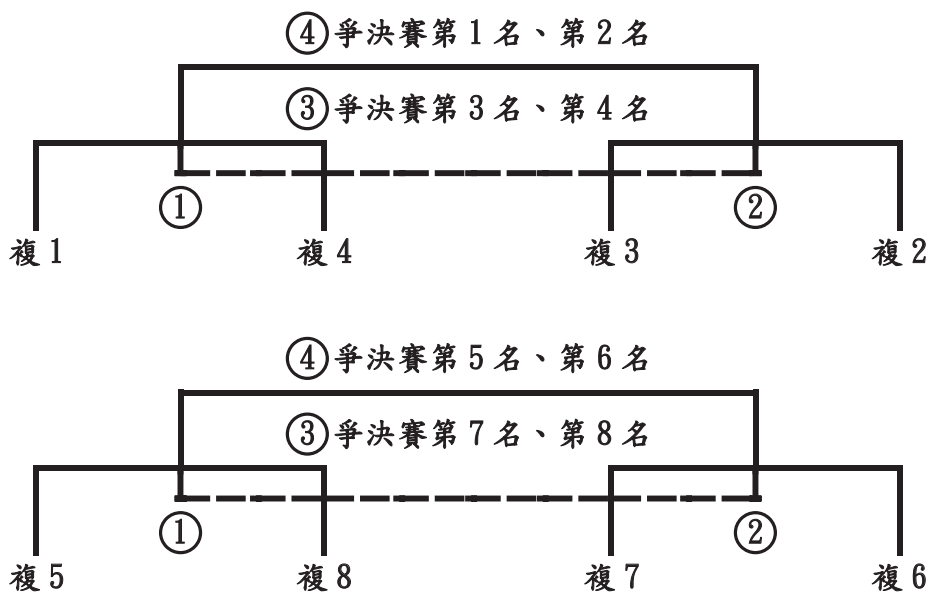 ④爭決賽第1名、第2名
③爭決賽第3名、第4名
① ②
複1 複4 複3 複2
④爭決賽第5名、第6名
③爭決賽第7名、第8名
① ②
複5 複8 複7 複6